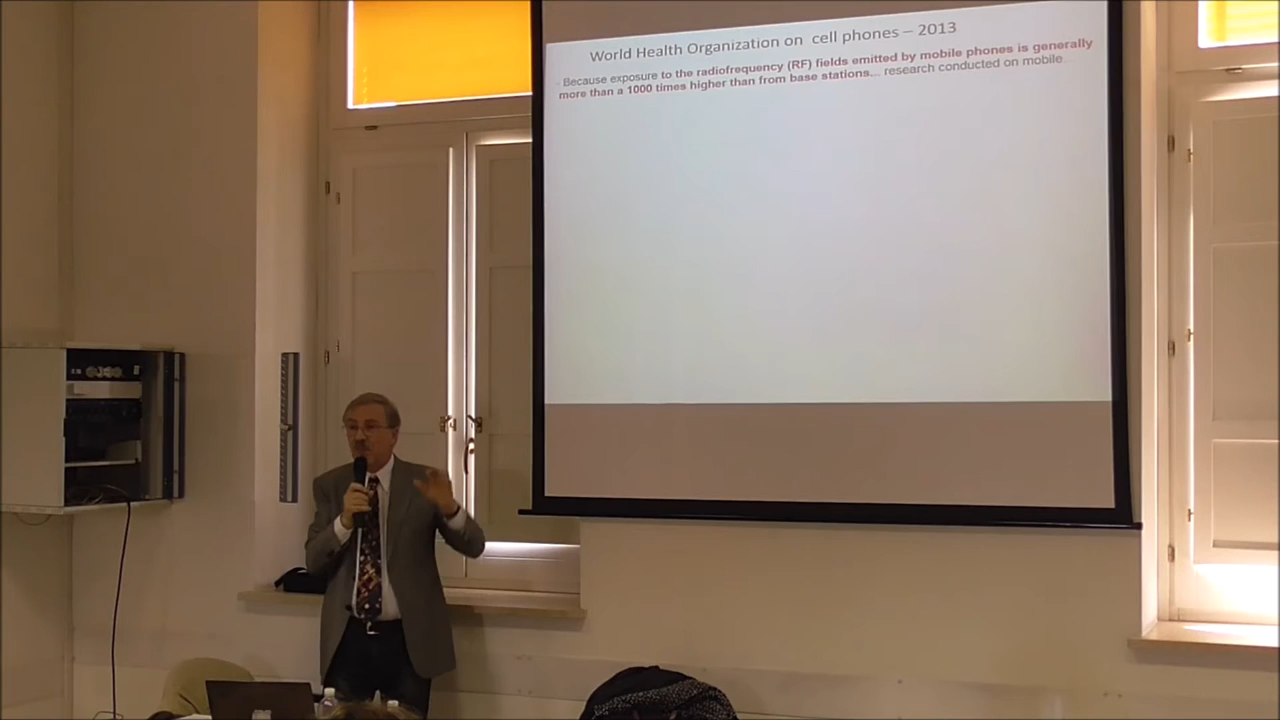 World Health Organization on cell phones – 2013
Because exposure to the radiofrequency (RF) fields emitted by mobile phones is generally
more than a 1000 times higher than from base stations... research conducted on mobile